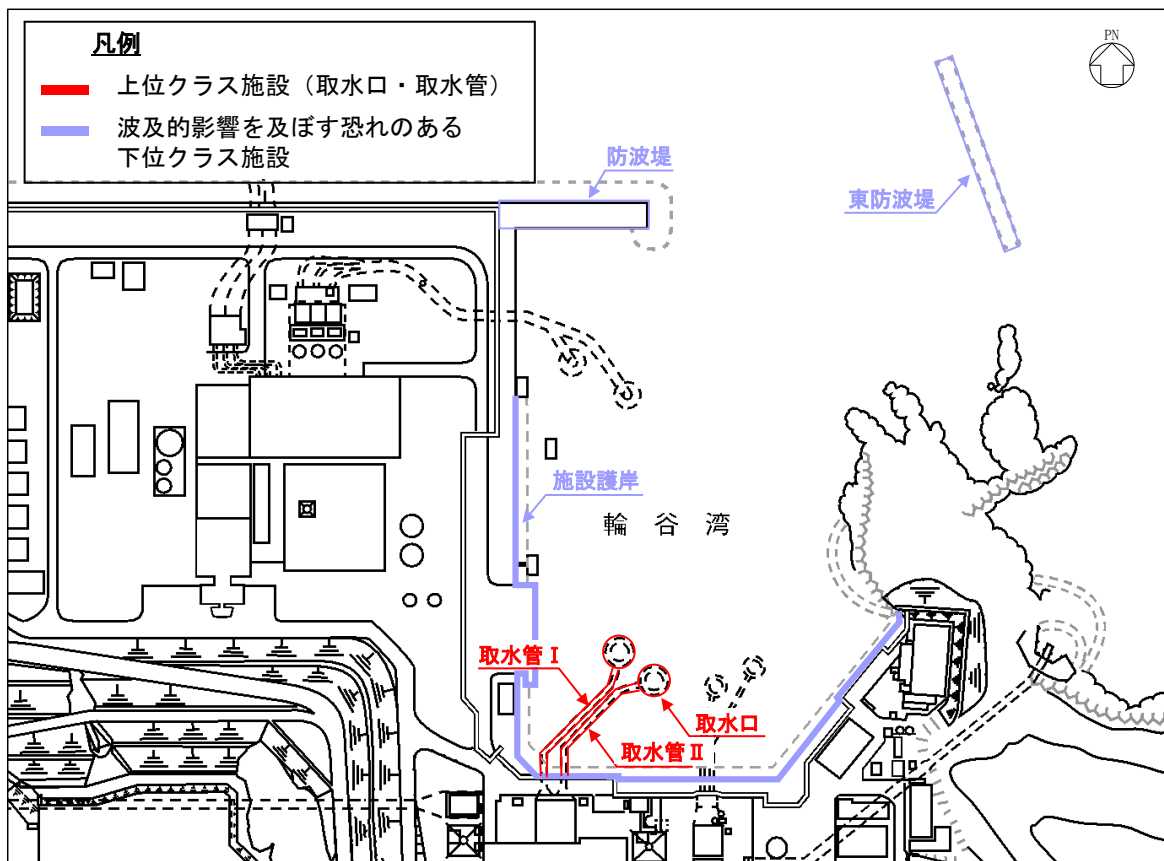 凡例
上位クラス施設（取水口・取水管）
波及的影響を及ぼす恐れのある
下位クラス施設
PN
防波堤
東防波堤
施設護岸
輪谷湾
取水管Ⅰ
取水口
取水管Ⅱ